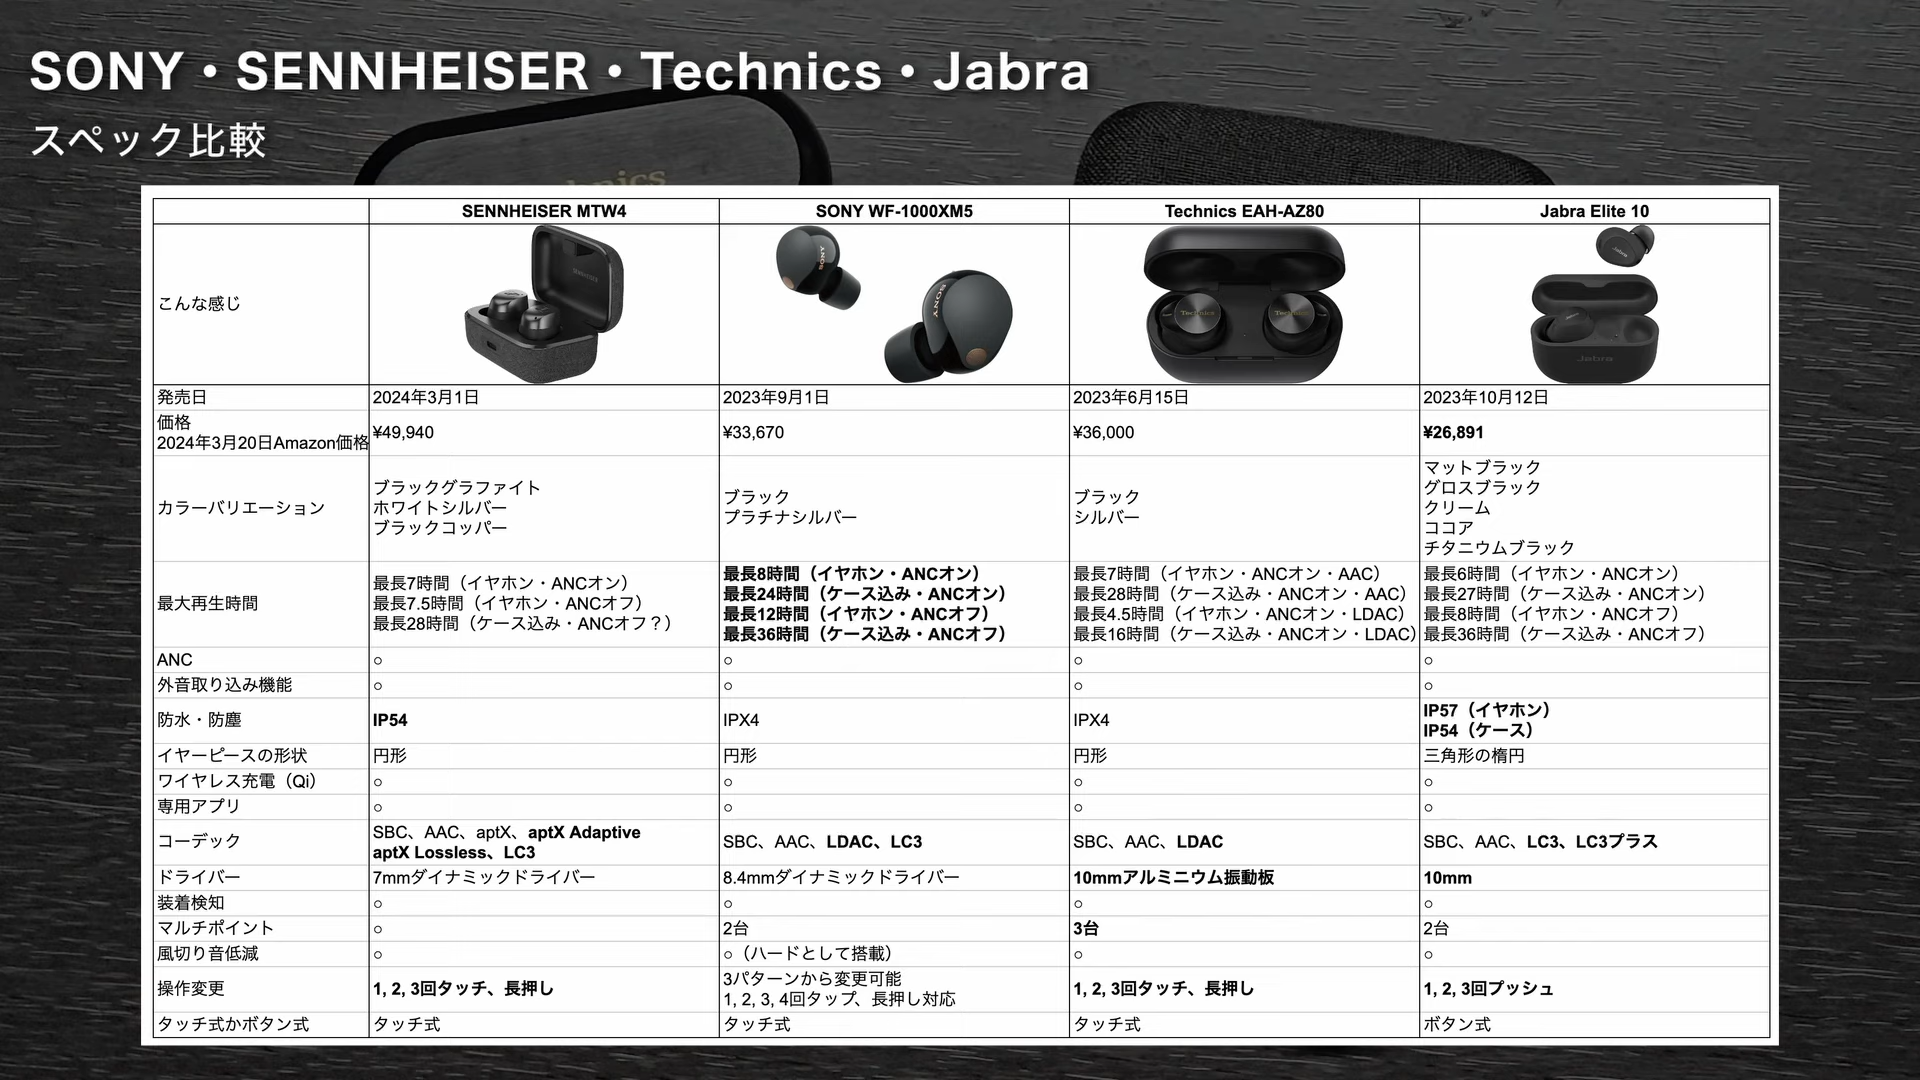 SONY・SENNHEISER・Technics・Jabra
スペック比較
SENNHEISER MTW4
SONY WF-1000XM5
Technics EAH-AZ80
Jabra Elite 10
こんな感じ
発売日
2024年3月1日
2023年9月1日
2023年6月15日
2023年10月12日
価格
2024年3月20日Amazon価格
¥49,940
¥33,670
¥36,000
¥26,891
カラーバリエーション
ブラックグラファイト
ホワイトシルバー
ブラックコッパー
ブラック
プラチナシルバー
ブラック
シルバー
マットブラック
グロスブラック
クリーム
ココア
チタニウムブラック
最大再生時間
最長7時間（イヤホン・ANCオン）
最長7.5時間（イヤホン・ANCオフ）
最長28時間（ケース込み・ANCオフ？）
最長8時間（イヤホン・ANCオン）
最長24時間（ケース込み・ANCオン）
最長12時間（イヤホン・ANCオフ）
最長36時間（ケース込み・ANCオフ）
最長7時間（イヤホン・ANCオン・AAC）
最長28時間（ケース込み・ANCオン・AAC）
最長4.5時間（イヤホン・ANCオン・LDAC）
最長16時間（ケース込み・ANCオン・LDAC）
最長6時間（イヤホン・ANCオン）
最長27時間（ケース込み・ANCオン）
最長8時間（イヤホン・ANCオフ）
最長36時間（ケース込み・ANCオフ）
ANC
○
○
○
○
外音取り込み機能
○
○
○
○
防水・防塵
IP54
IPX4
IPX4
IP57（イヤホン）
IP54（ケース）
イヤーピースの形状
円形
円形
円形
三角形の楕円
ワイヤレス充電（Qi）
○
○
○
○
専用アプリ
○
○
○
○
コーデック
SBC、AAC、aptX、aptX Adaptive
aptX Lossless、LC3
SBC、AAC、LDAC、LC3
SBC、AAC、LDAC
SBC、AAC、LC3、LC3プラス
ドライバー
7mmダイナミックドライバー
8.4mmダイナミックドライバー
10mmアルミニウム振動板
10mm
装着検知
○
○
○
○
マルチポイント
○
2台
3台
2台
風切り音低減
○
○（ハードとして搭載）
○
○
操作変更
1, 2, 3回タッチ、長押し
3パターンから変更可能
1, 2, 3, 4回タップ、長押し対応
1, 2, 3回タッチ、長押し
1, 2, 3回プッシュ
タッチ式かボタン式
タッチ式
タッチ式
タッチ式
ボタン式